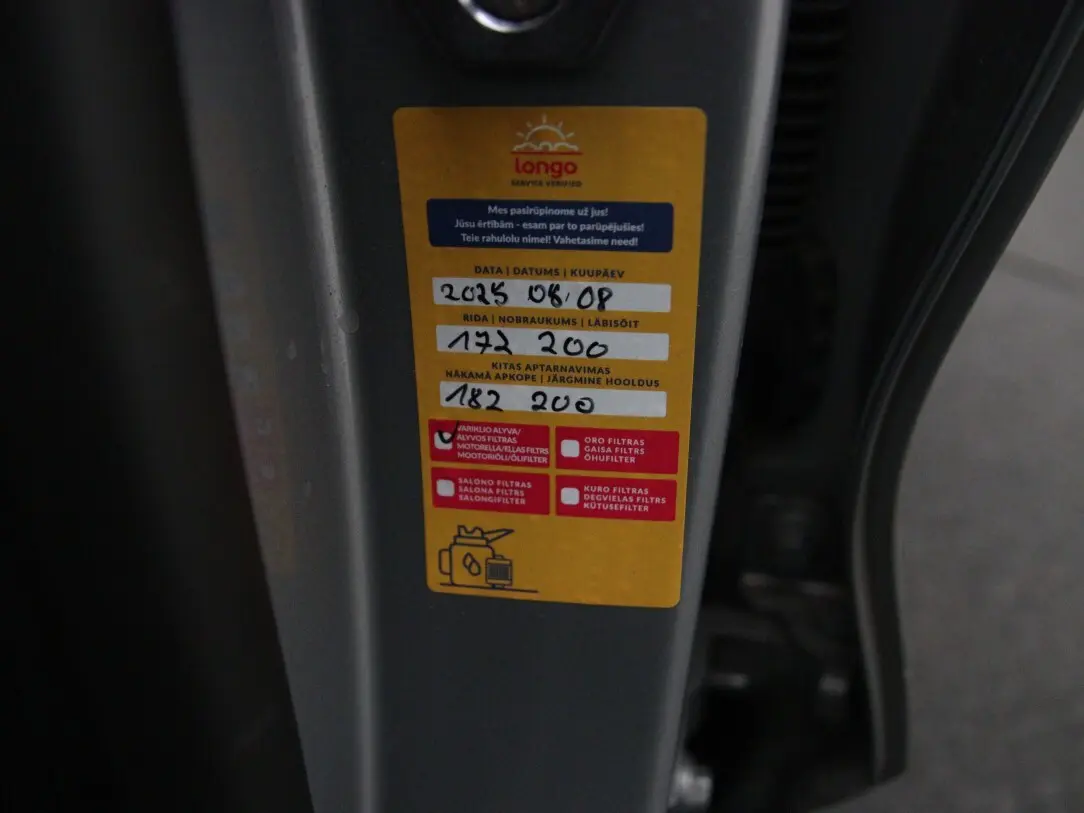 longo
SERVICE VERIFIED
Mes pasirūpinome už jus!
Jūsu ērtībām - esam par to parūpējušies!
Teie rahulolu nimel! Vahetasime need!
DATA | DATUMS | KUUPÄEV
2025 08.08
RIDA | NOBRAUKUMS | LÄBISÕIT
172 200
KITAS APTARNAVIMAS
NĀKAMĀ APKOPE | JÄRGMINE HOOLDUS
182 200
VARIKLIO ALYVA/
ALYVOS FILTRAS
MOTOREĻĻA/EĻĻAS FILTRS
MOOTORIÕLI/ÕLIFILTER
ORO FILTRAS
GAISA FILTRS
ÕHUFILTER
SALONO FILTRAS
SALONA FILTRS
SALONGIFILTER
KURO FILTRAS
DEGVIELAS FILTRS
KÜTUSEFILTER